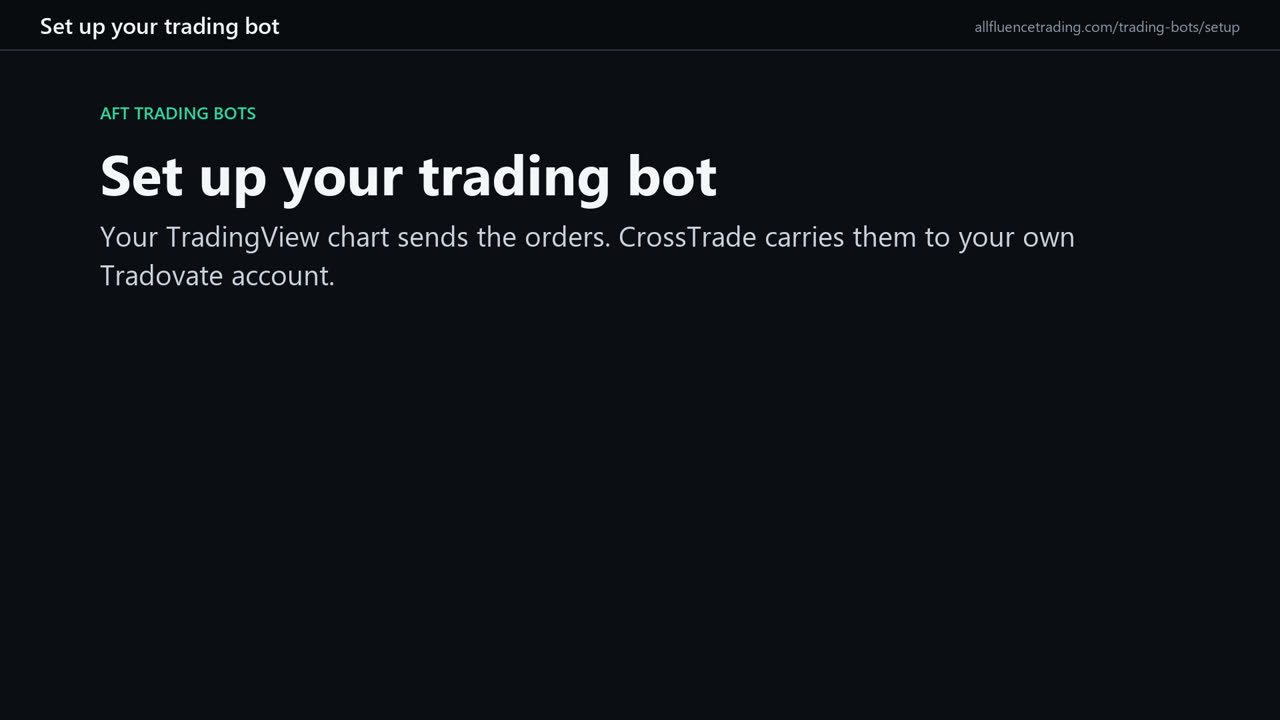 Set up your trading bot
allfluencetrading.com/trading-bots/setup
AFT TRADING BOTS
Set up your trading bot
Your TradingView chart sends the orders. CrossTrade carries them to your own
Tradovate account.